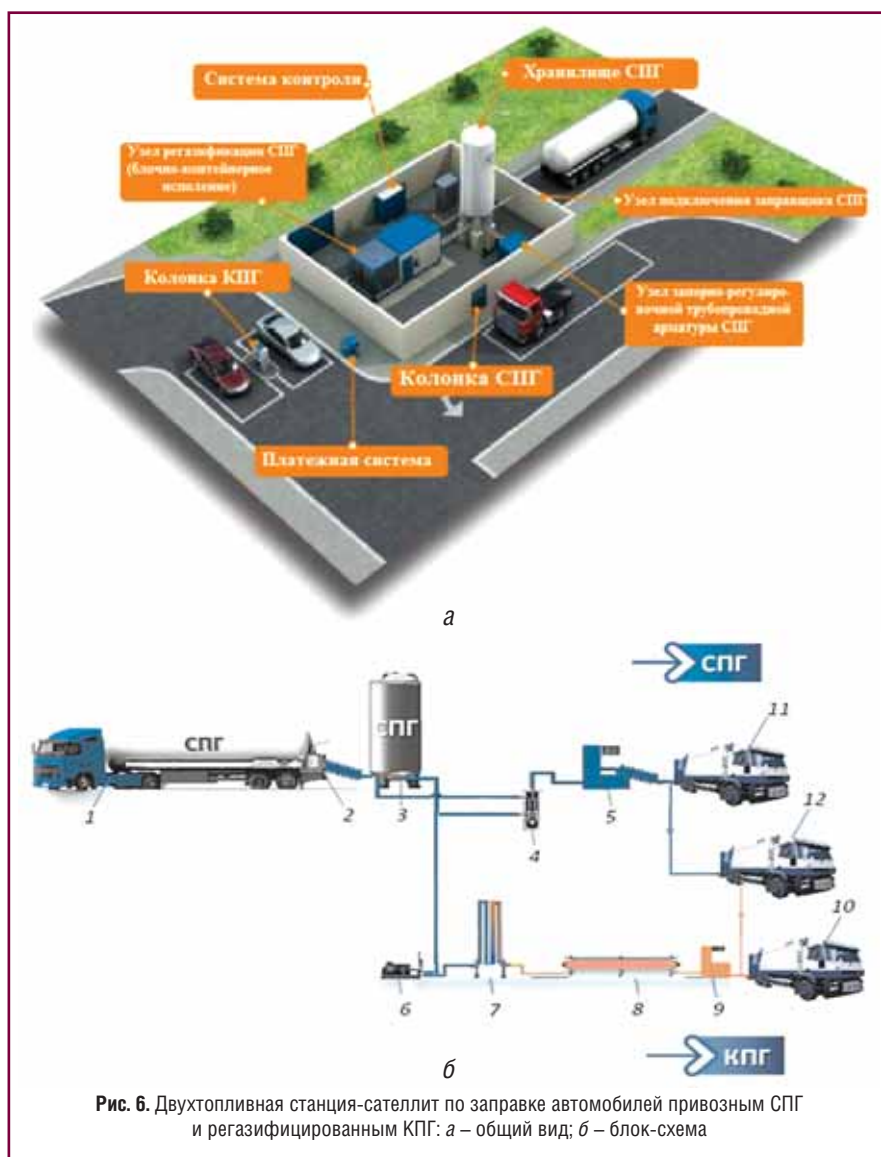 Система контроли
Хранилище СПГ
Узел регазификации СПГ
(блочно-контейнерное
исполение)
Узел подключения заправщика СПГ
Колонка КПГ
Узел запорно-регулиро-
вочной трубопроводной
арматуры СПГ
Колонка СПГ
Платежная система
а
СПГ
СПГ
СПГ
11
12
1
2
3
4
5
10
6
7
8
9
КПГ
б
Рис. 6. Двухтопливная станция-сателлит по заправке автомобилей привозным СПГ
и регазифицированным КПГ: а – общий вид; б – блок-схема